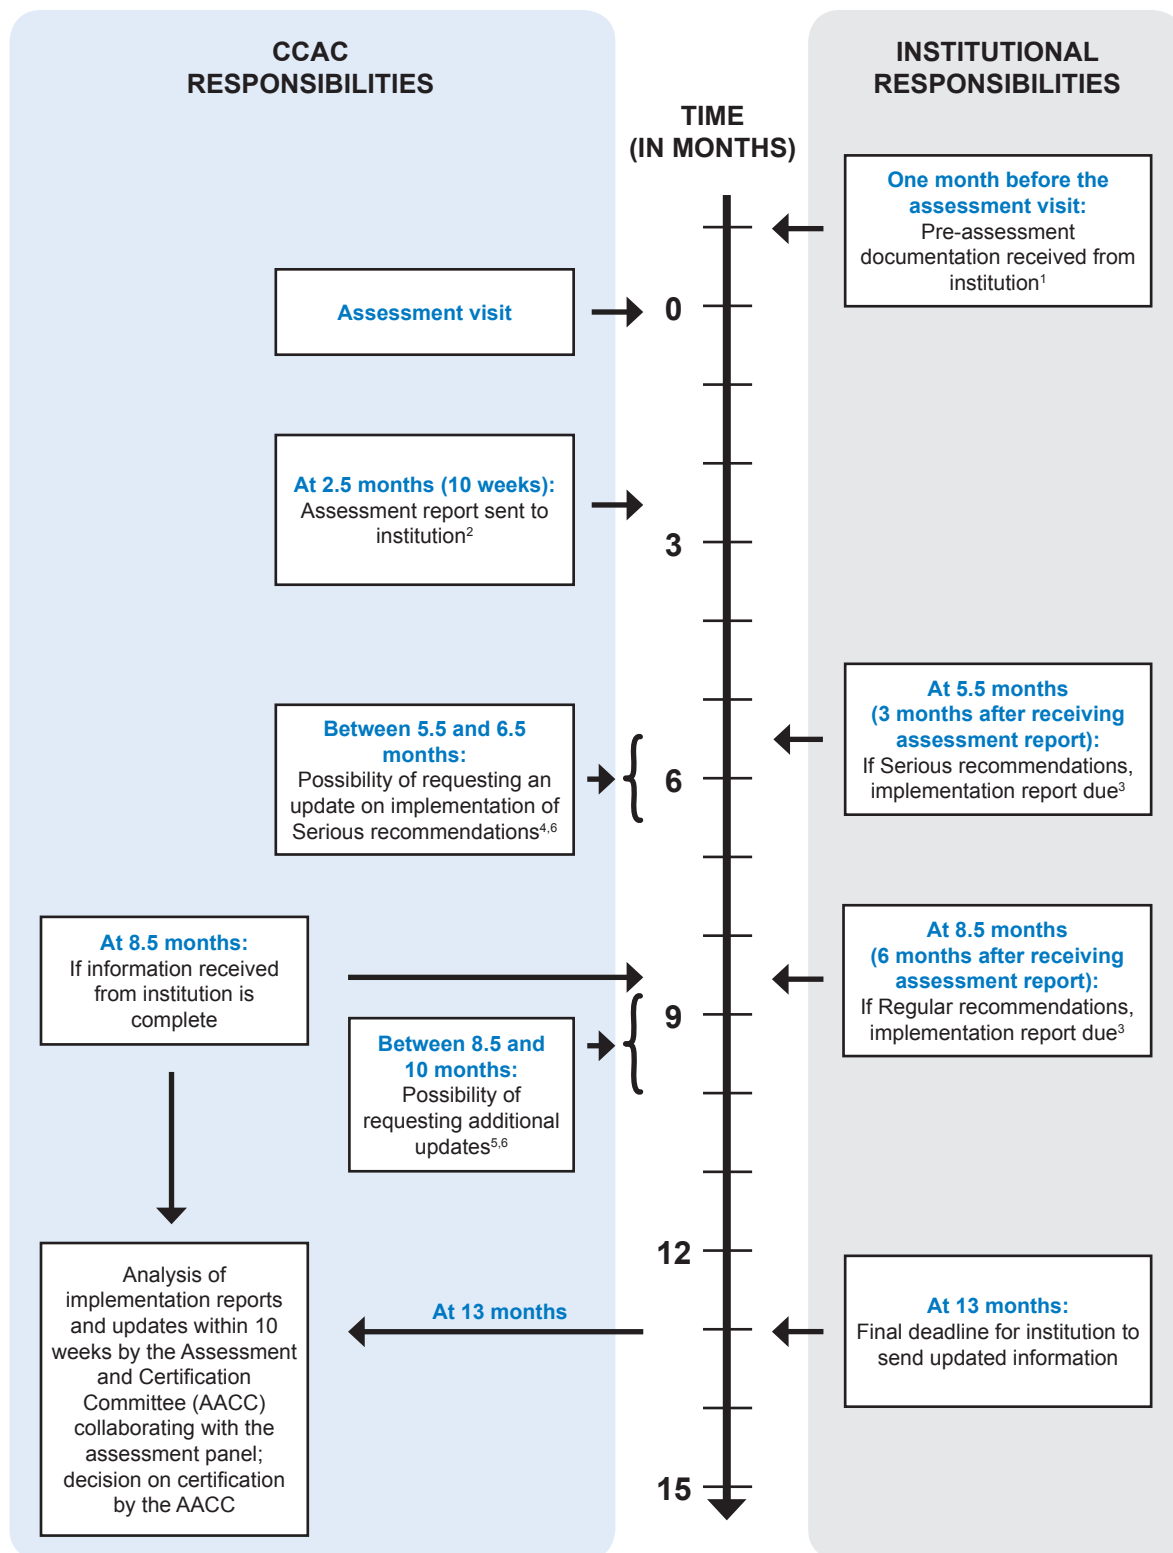 CCAC
RESPONSIBILITIES
TIME
(IN MONTHS)
INSTITUTIONAL
RESPONSIBILITIES
One month before the
assessment visit:
Pre-assessment
documentation received from
institution¹
Assessment visit
0
At 2.5 months (10 weeks):
Assessment report sent to
institution²
3
At 5.5 months
(3 months after receiving
assessment report):
If Serious recommendations,
implementation report due³
Between 5.5 and 6.5
months:
Possibility of requesting an
update on implementation of
Serious recommendations⁴,⁶
6
At 8.5 months
(6 months after receiving
assessment report):
If Regular recommendations,
implementation report due³
At 8.5 months:
If information received
from institution is
complete
9
Between 8.5 and
10 months:
Possibility of
requesting additional
updates⁵,⁶
12
Analysis of
implementation reports
and updates within 10
weeks by the Assessment
and Certification
Committee (AACC)
collaborating with the
assessment panel;
decision on certification
by the AACC
At 13 months
At 13 months:
Final deadline for institution to
send updated information
15